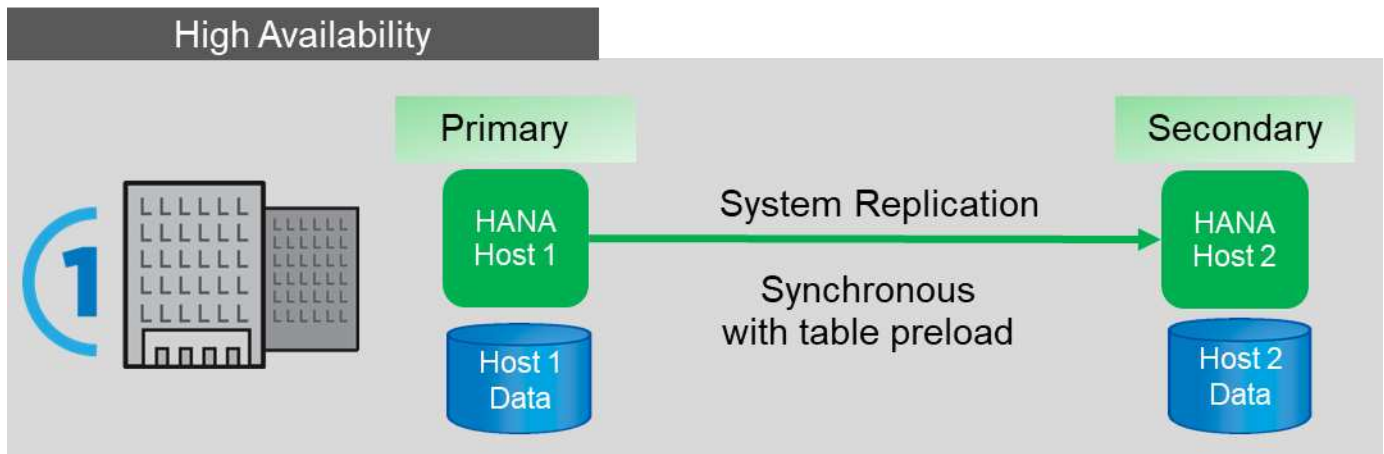 High Availability
Primary
Secondary
1
HANA
Host 1
System Replication
Synchronous
with table preload
HANA
Host 2
Host 1
Data
Host 2
Data